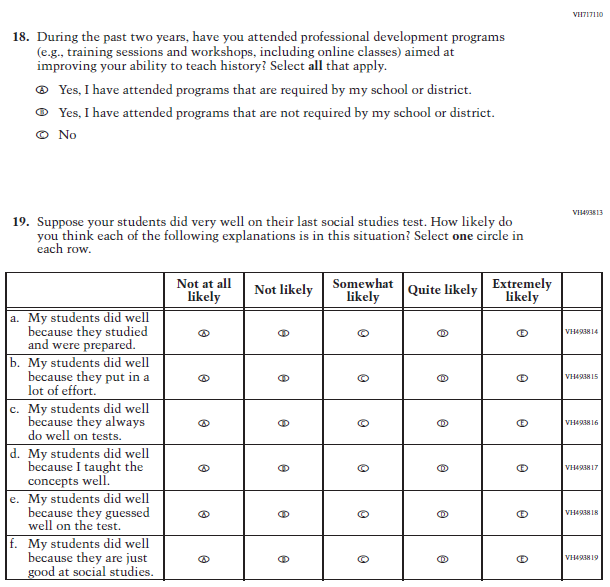 VH717110
18. During the past two years, have you attended professional development programs
(e.g., training sessions and workshops, including online classes) aimed at
improving your ability to teach history? Select all that apply.
A Yes, I have attended programs that are required by my school or district.
B Yes, I have attended programs that are not required by my school or district.
C No
VH493813
19. Suppose your students did very well on their last social studies test. How likely do
you think each of the following explanations is in this situation? Select one circle in
each row.
Not at all
likely
Not likely
Somewhat
likely
Quite likely
Extremely
likely
a. My students did well
because they studied
and were prepared.
A B C D E VH493814
b. My students did well
because they put in a
lot of effort.
A B C D E VH493815
c. My students did well
because they always
do well on tests.
A B C D E VH493816
d. My students did well
because I taught the
concepts well.
A B C D E VH493817
e. My students did well
because they guessed
well on the test.
A B C D E VH493818
f. My students did well
because they are just
good at social studies.
A B C D E VH493819